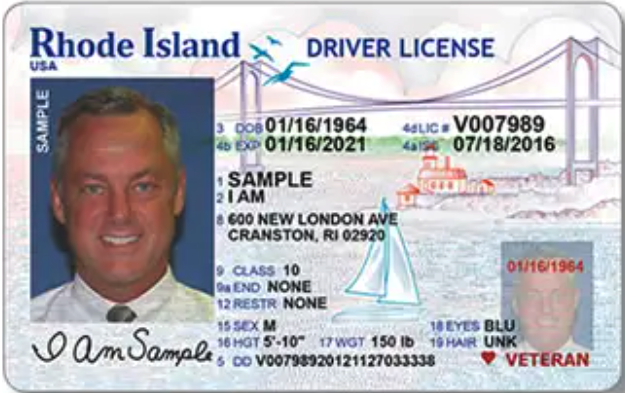 Rhode Island DRIVER LICENSE
USA
SAMPLE
3 DOB 01/16/1964 4d LIC # V007989
4b EXP 01/16/2021 4a ISS 07/18/2016
1 SAMPLE
2 I AM
8 600 NEW LONDON AVE
CRANSTON, RI 02920
9 CLASS 10
9a END NONE
12 RESTR NONE
01/16/1964
15 SEX M 18 EYES BLU
16 HGT 5'-10" 17 WGT 150 lb 19 HAIR UNK
5 DD V00798920121127033338
VETERAN
I Am Sample